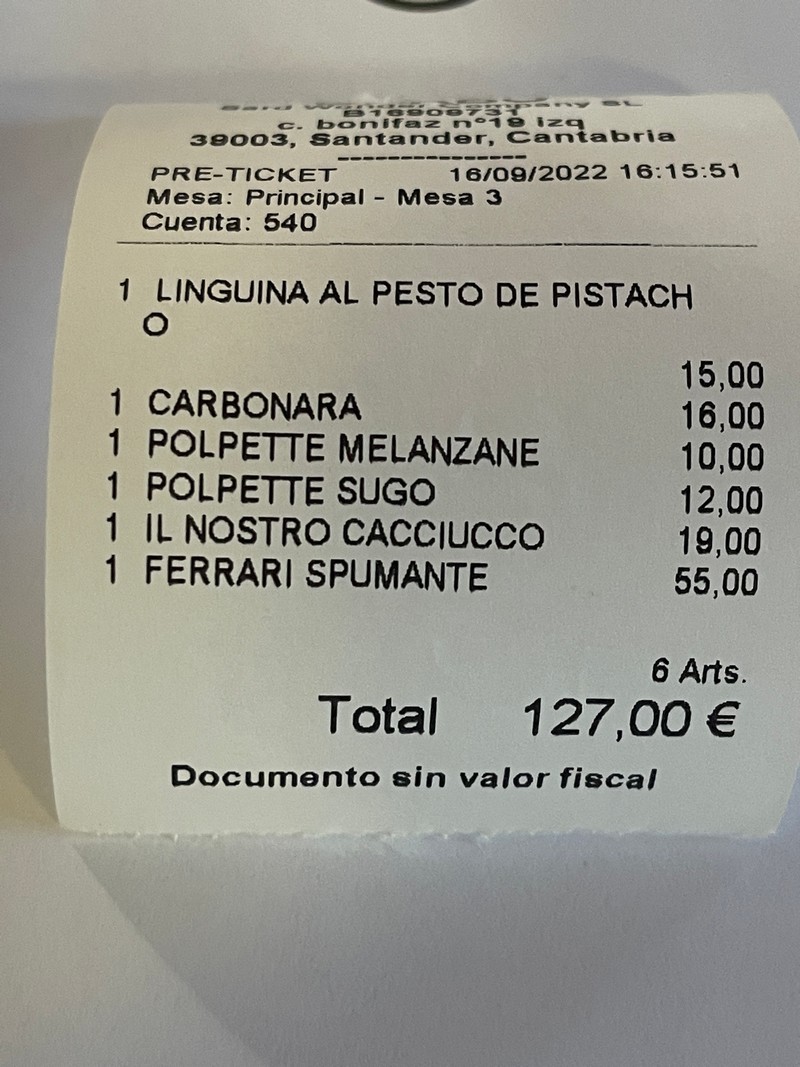 Company SL
c. bonifaz nº19 izq
39003, Santander, Cantabria
----------------
PRE-TICKET 16/09/2022 16:15:51
Mesa: Principal - Mesa 3
Cuenta: 540
1 LINGUINA AL PESTO DE PISTACH
O
15,00
1 CARBONARA 16,00
1 POLPETTE MELANZANE 10,00
1 POLPETTE SUGO 12,00
1 IL NOSTRO CACCIUCCO 19,00
1 FERRARI SPUMANTE 55,00
6 Arts.
Total 127,00 €
Documento sin valor fiscal